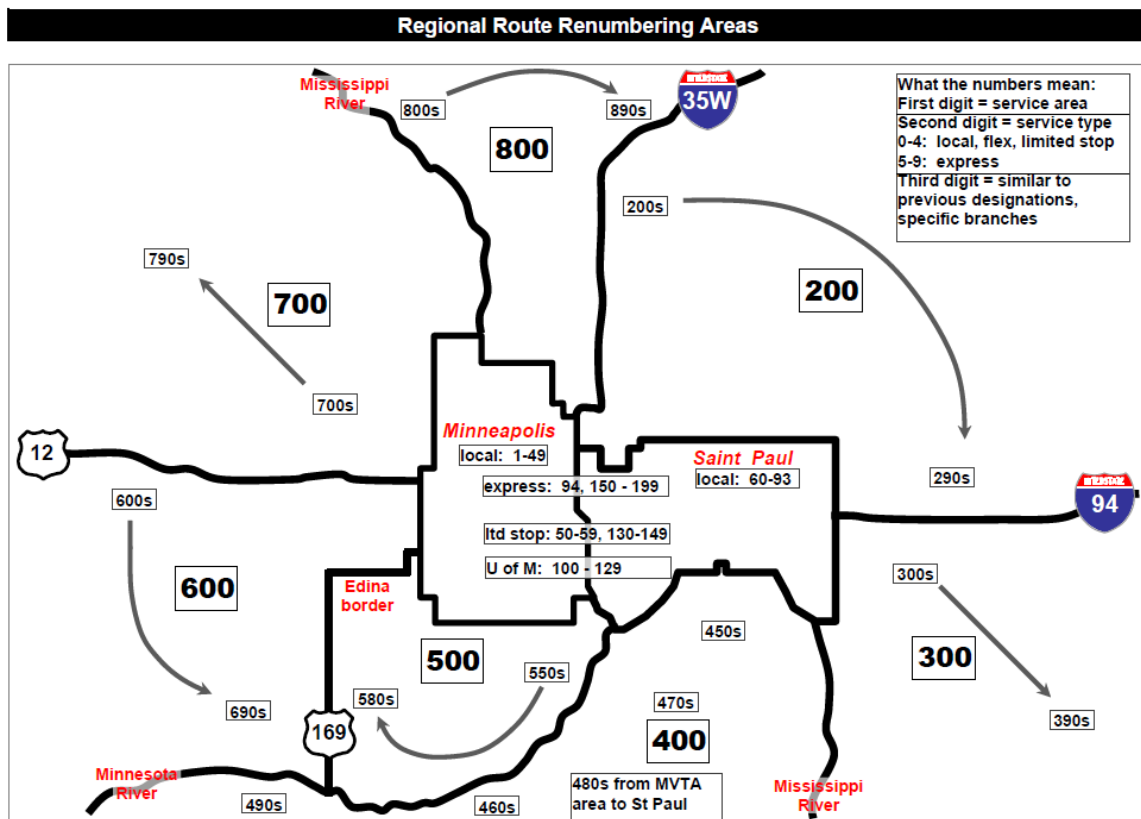 Regional Route Renumbering Areas
Mississippi
River
800s
890s
INTERSTATE
35W
What the numbers mean:
First digit = service area
Second digit = service type
0-4: local, flex, limited stop
5-9: express
Third digit = similar to
previous designations,
specific branches
800
200s
790s
700
200
700s
12
Minneapolis
local: 1-49
Saint Paul
local: 60-93
express: 94, 150 - 199
290s
INTERSTATE
94
600s
ltd stop: 50-59, 130-149
U of M: 100 - 129
Edina
border
300s
600
450s
500
300
550s
580s
690s
470s
390s
169
400
Minnesota
River
490s
460s
480s from MVTA
area to St Paul
Mississippi
River